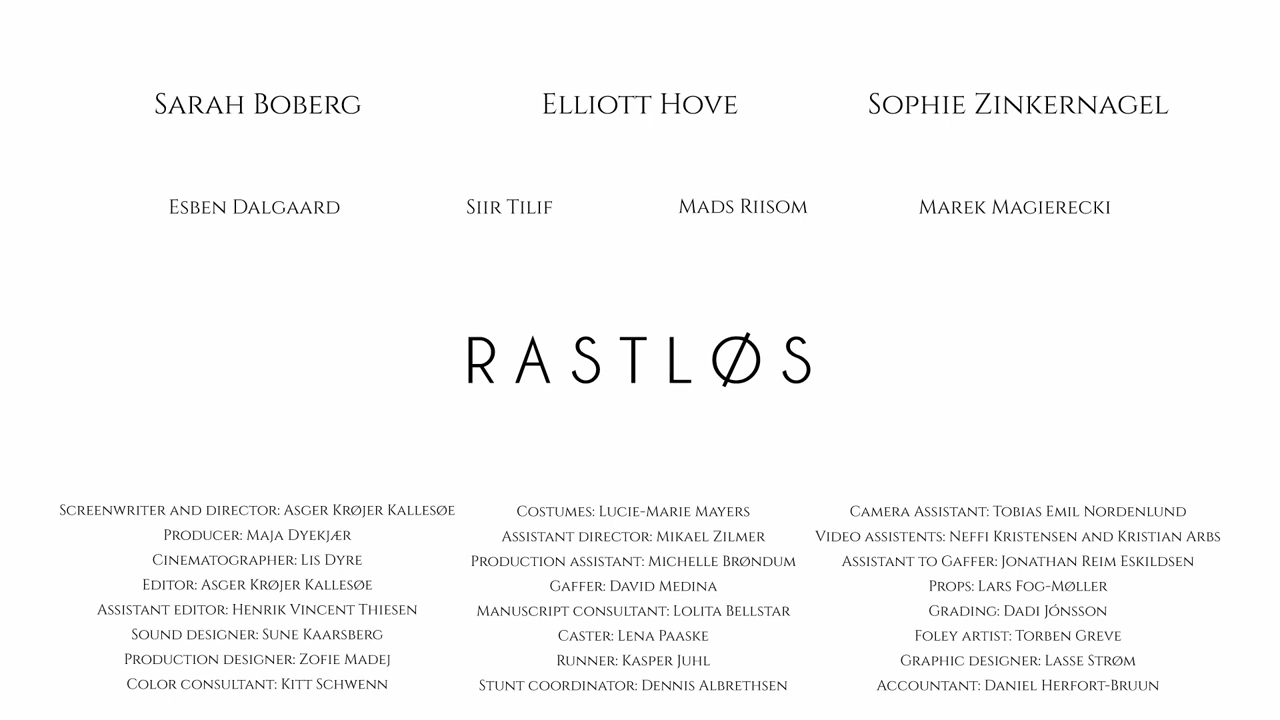 Sarah Boberg
Elliott Hove
Sophie Zinkernagel
Esben Dalgaard
Siir Tilif
Mads Riisom
Marek Magierecki
RASTLØS
Screenwriter and director: Asger Krøjer Kallesøe
Producer: Maja Dyekjær
Cinematographer: Lis Dyre
Editor: Asger Krøjer Kallesøe
Assistant editor: Henrik Vincent Thiesen
Sound designer: Sune Kaarsberg
Production designer: Zofie Madej
Color consultant: Kitt Schwenn
Costumes: Lucie-Marie Mayers
Assistant director: Mikael Zilmer
Production assistant: Michelle Brøndum
Gaffer: David Medina
Manuscript consultant: Lolita Bellstar
Caster: Lena Paaske
Runner: Kasper Juhl
Stunt coordinator: Dennis Albrethsen
Camera Assistant: Tobias Emil Nordenlund
Video assistents: Neffi Kristensen and Kristian Arbs
Assistant to Gaffer: Jonathan Reim Eskildsen
Props: Lars Fog-Møller
Grading: Dadi Jónsson
Foley artist: Torben Greve
Graphic designer: Lasse Strøm
Accountant: Daniel Herfort-Bruun